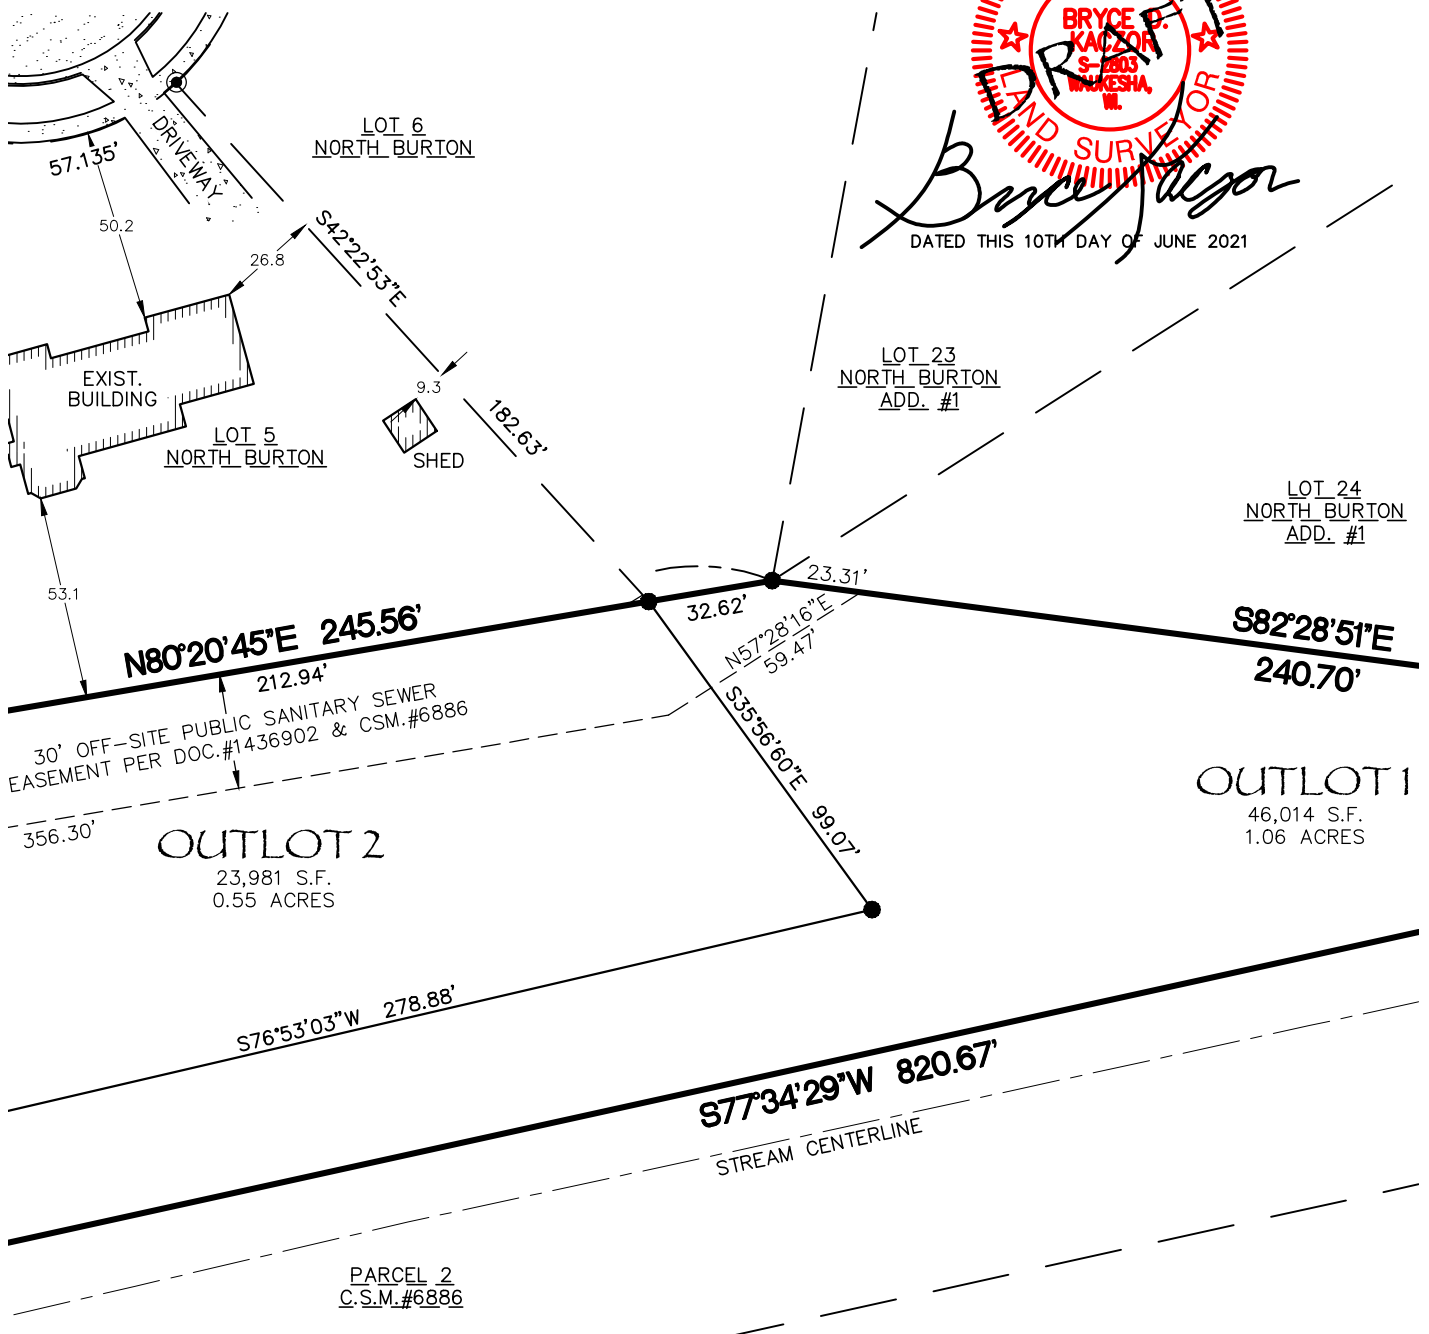 BRYCE D.
KACZOR
S-2803
WAUKESHA,
WI.
LAND SURVEYOR
DRAFT
Bryce Kaczor
DATED THIS 10TH DAY OF JUNE 2021
LOT 6
NORTH BURTON
DRIVEWAY
57.135'
50.2
26.8
S42°22'53"E
182.63'
EXIST.
BUILDING
LOT 5
NORTH BURTON
9.3
SHED
LOT 23
NORTH BURTON
ADD. #1
LOT 24
NORTH BURTON
ADD. #1
53.1
N80°20'45"E 245.56'
212.94'
32.62'
23.31'
N57°28'16"E
59.47'
S82°28'51"E
240.70'
30' OFF-SITE PUBLIC SANITARY SEWER
EASEMENT PER DOC.#1436902 & CSM.#6886
356.30'
S35°56'60"E 99.07'
OUTLOT 2
23,981 S.F.
0.55 ACRES
OUTLOT 1
46,014 S.F.
1.06 ACRES
S76°53'03"W 278.88'
S77°34'29"W 820.67'
STREAM CENTERLINE
PARCEL 2
C.S.M.#6886